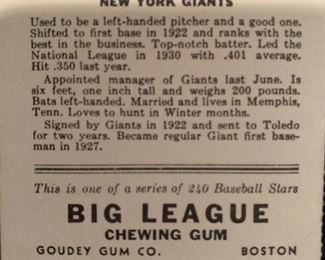 NEW YORK GIANTS
Used to be a left-handed pitcher and a good one.
Shifted to first base in 1922 and ranks with the
best in the business. Top-notch batter. Led the
National League in 1930 with .401 average.
Hit .350 last year.
Appointed manager of Giants last June. Is
six feet, one inch tall and weighs 200 pounds.
Bats left-handed. Married and lives in Memphis,
Tenn. Loves to hunt in Winter months.
Signed by Giants in 1922 and sent to Toledo
for two years. Became regular Giant first base-
man in 1927.
This is one of a series of 240 Baseball Stars
BIG LEAGUE
CHEWING GUM
GOUDEY GUM CO. BOSTON